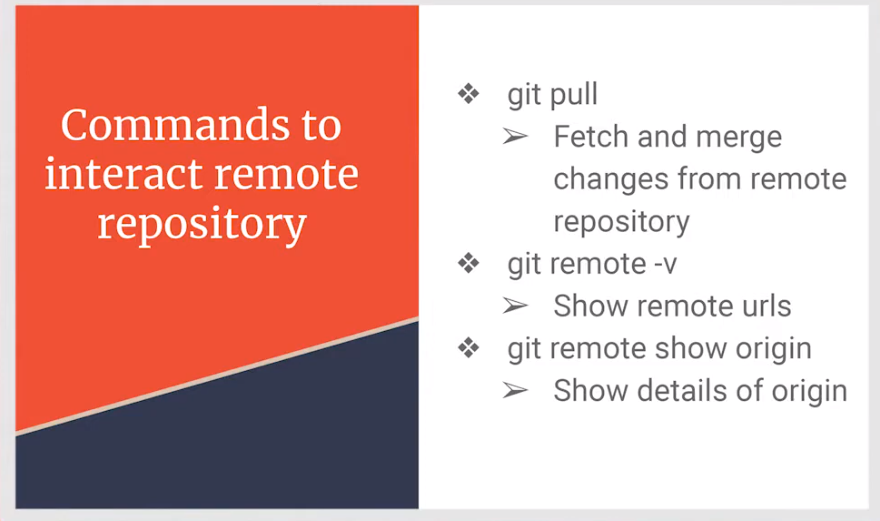 Commands to
interact remote
repository
❖ git pull
➢ Fetch and merge
changes from remote
repository
❖ git remote -v
➢ Show remote urls
❖ git remote show origin
➢ Show details of origin